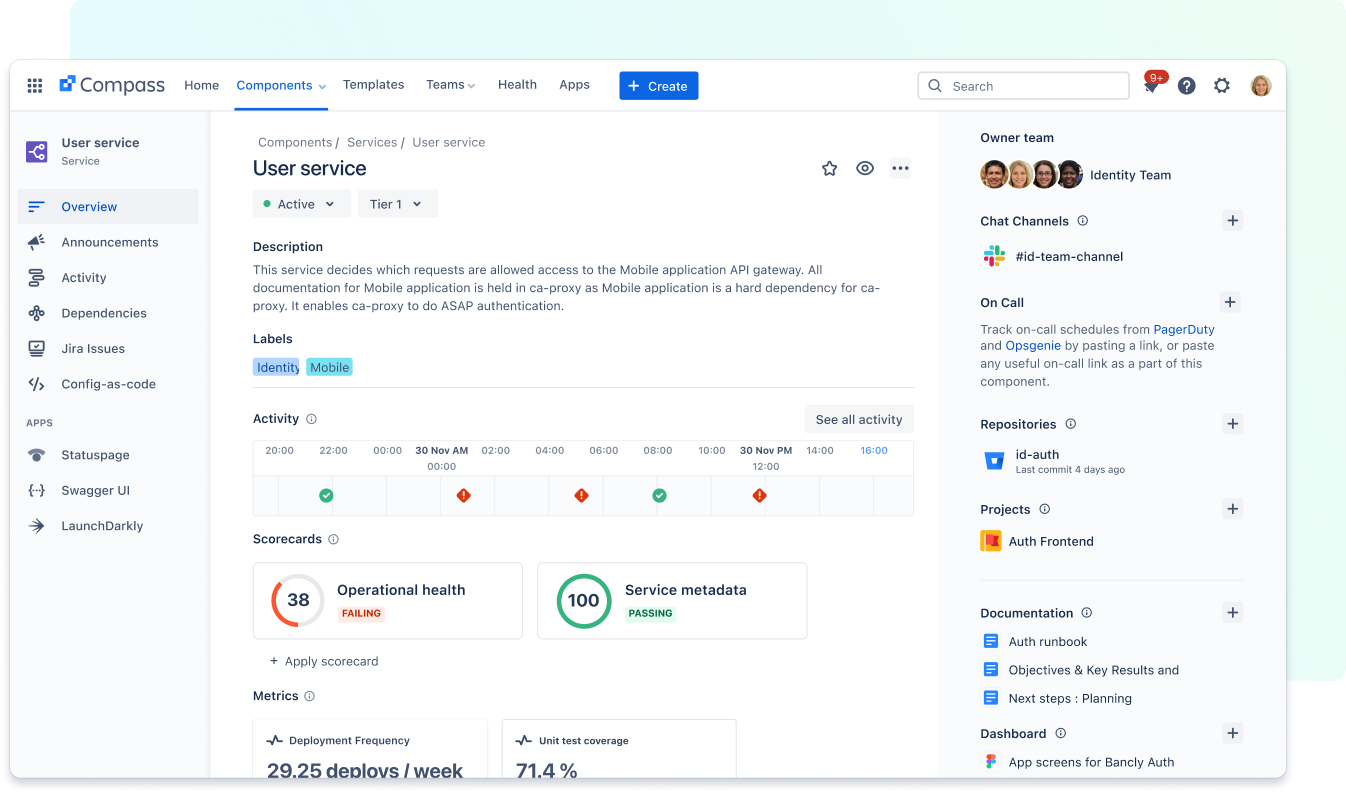 Compass
Home
Components
Templates
Teams
Health
Apps
+ Create
Search
9+
User service
Service
Overview
Announcements
Activity
Dependencies
Jira Issues
Config-as-code
APPS
Statuspage
Swagger UI
LaunchDarkly
Components / Services / User service
User service
Active
Tier 1
Description
This service decides which requests are allowed access to the Mobile application API gateway. All
documentation for Mobile application is held in ca-proxy as Mobile application is a hard dependency for ca-
proxy. It enables ca-proxy to do ASAP authentication.
Labels
Identity Mobile
Activity
See all activity
20:00 22:00 00:00 30 Nov AM 02:00 04:00 06:00 08:00 10:00 30 Nov PM 14:00 16:00
00:00 12:00
Scorecards
38
Operational health
FAILING
100
Service metadata
PASSING
+ Apply scorecard
Metrics
Deployment Frequency
29.25 deploys / week
Unit test coverage
71.4 %
Owner team
Identity Team
Chat Channels
#id-team-channel
On Call
Track on-call schedules from PagerDuty
and Opsgenie by pasting a link, or paste
any useful on-call link as a part of this
component.
Repositories
id-auth
Last commit 4 days ago
Projects
Auth Frontend
Documentation
Auth runbook
Objectives & Key Results and
Next steps : Planning
Dashboard
App screens for Bancly Auth